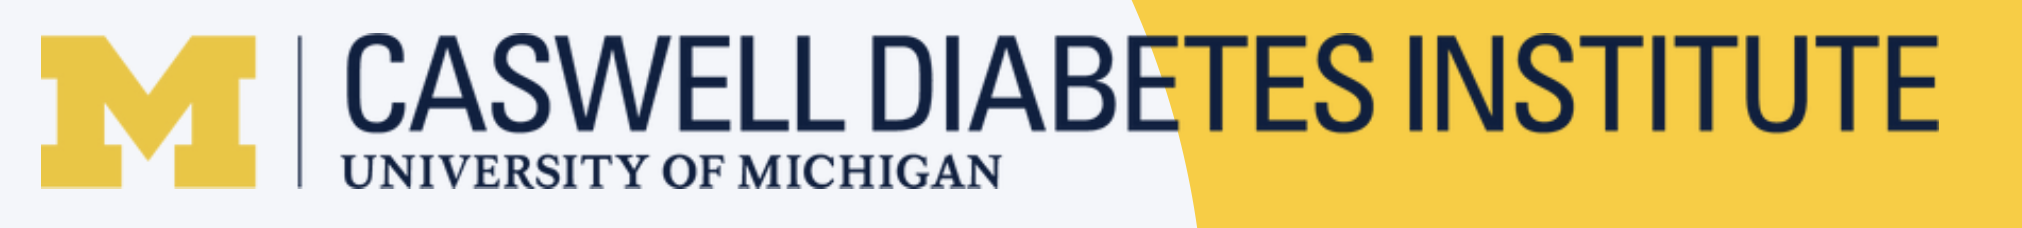 M
CASWELL DIABETES INSTITUTE
UNIVERSITY OF MICHIGAN